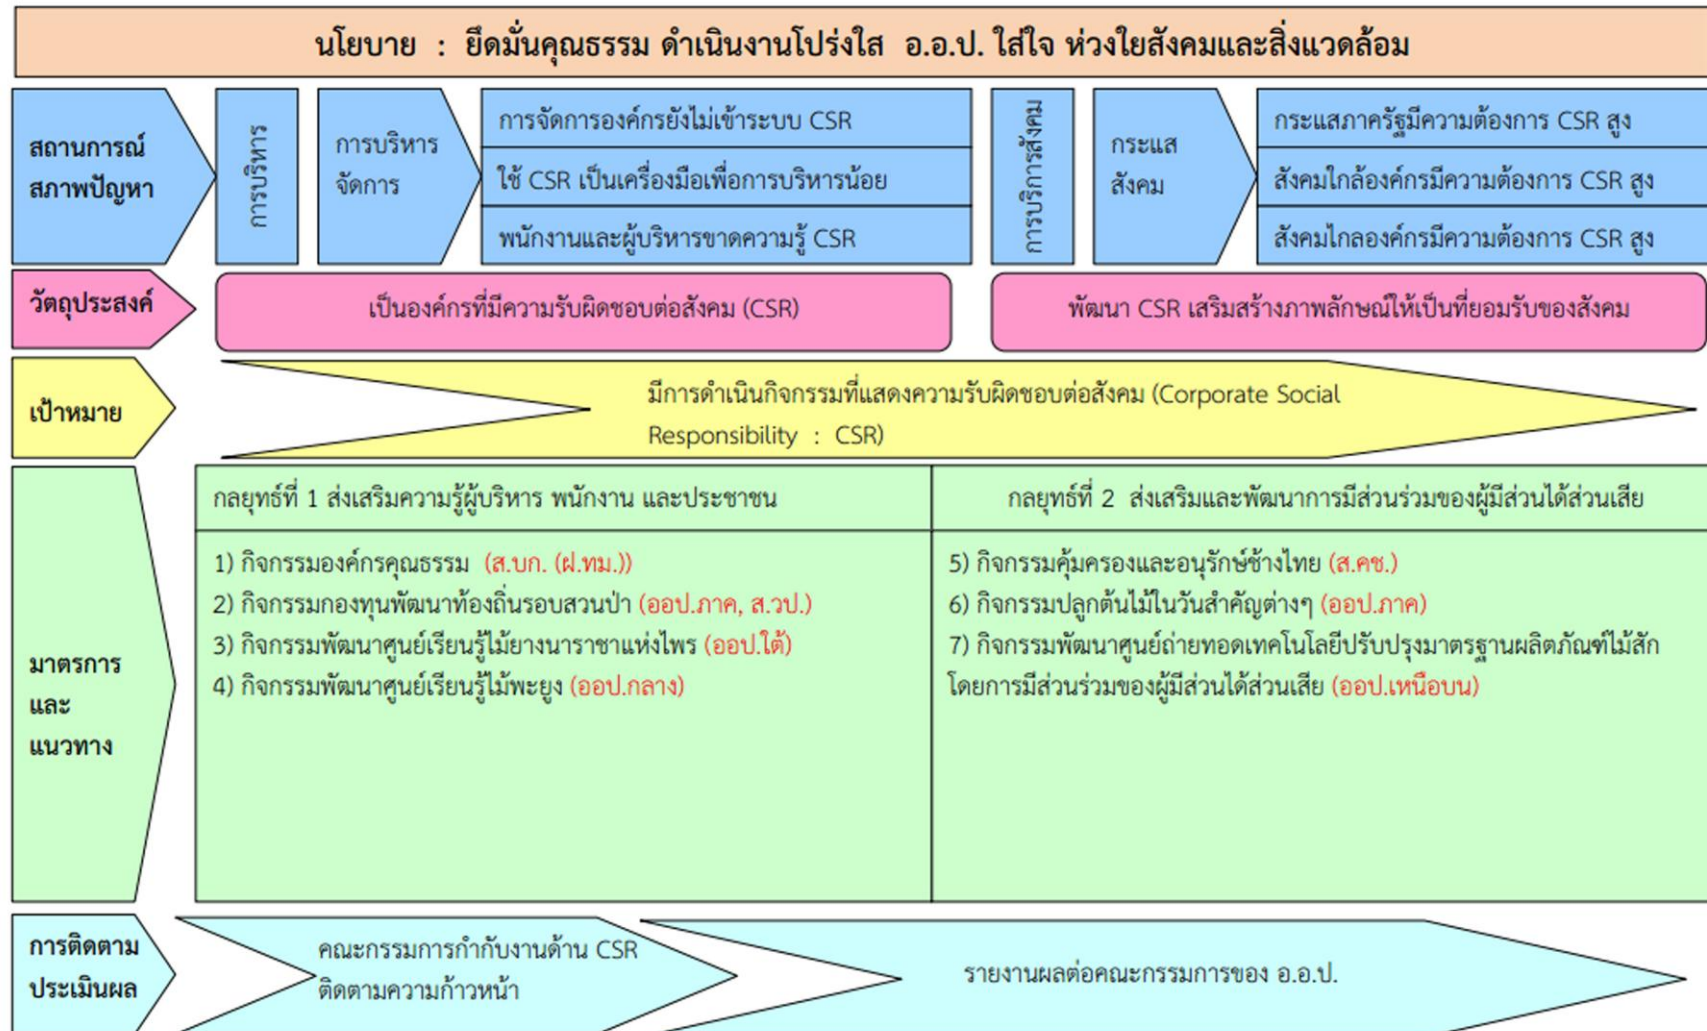 นโยบาย : ยึดมั่นคุณธรรม ดำเนินงานโปร่งใส อ.อ.ป. ใส่ใจ ห่วงใยสังคมและสิ่งแวดล้อม
สถานการณ์
สภาพปัญหา
การบริหาร
การบริหาร
จัดการ
การจัดการองค์กรยังไม่เข้าระบบ CSR
ใช้ CSR เป็นเครื่องมือเพื่อการบริหารน้อย
พนักงานและผู้บริหารขาดความรู้ CSR
การบริการสังคม
กระแส
สังคม
กระแสภาครัฐมีความต้องการ CSR สูง
สังคมใกล้องค์กรมีความต้องการ CSR สูง
สังคมไกลองค์กรมีความต้องการ CSR สูง
วัตถุประสงค์
เป็นองค์กรที่มีความรับผิดชอบต่อสังคม (CSR)
พัฒนา CSR เสริมสร้างภาพลักษณ์ให้เป็นที่ยอมรับของสังคม
เป้าหมาย
มีการดำเนินกิจกรรมที่แสดงความรับผิดชอบต่อสังคม (Corporate Social
Responsibility : CSR)
มาตรการ
และ
แนวทาง
กลยุทธ์ที่ 1 ส่งเสริมความรู้ผู้บริหาร พนักงาน และประชาชน
1) กิจกรรมองค์กรคุณธรรม (ส.บก. (ฝ.ทม.))
2) กิจกรรมกองทุนพัฒนาท้องถิ่นรอบสวนป่า (ออป.ภาค, ส.วป.)
3) กิจกรรมพัฒนาศูนย์เรียนรู้ไม้ยางนาราชาแห่งไพร (ออป.ใต้)
4) กิจกรรมพัฒนาศูนย์เรียนรู้ไม้พะยูง (ออป.กลาง)
กลยุทธ์ที่ 2 ส่งเสริมและพัฒนาการมีส่วนร่วมของผู้มีส่วนได้ส่วนเสีย
5) กิจกรรมคุ้มครองและอนุรักษ์ช้างไทย (ส.คช.)
6) กิจกรรมปลูกต้นไม้ในวันสำคัญต่างๆ (ออป.ภาค)
7) กิจกรรมพัฒนาศูนย์ถ่ายทอดเทคโนโลยีปรับปรุงมาตรฐานผลิตภัณฑ์ไม้สัก
โดยการมีส่วนร่วมของผู้มีส่วนได้ส่วนเสีย (ออป.เหนือบน)
การติดตาม
ประเมินผล
คณะกรรมการกำกับงานด้าน CSR
ติดตามความก้าวหน้า
รายงานผลต่อคณะกรรมการของ อ.อ.ป.